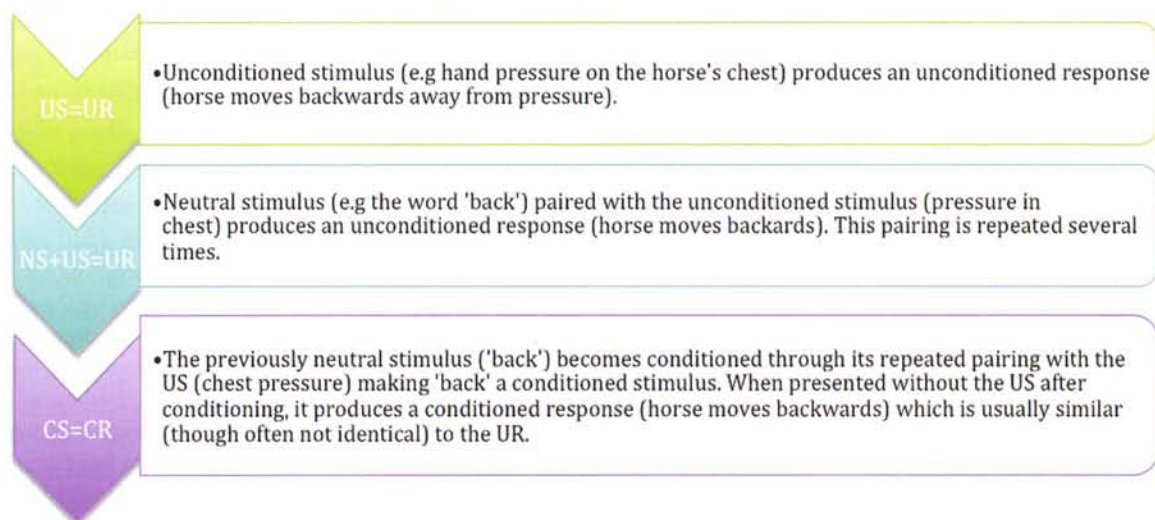 US=UR
•Unconditioned stimulus (e.g hand pressure on the horse's chest) produces an unconditioned response
(horse moves backwards away from pressure).
NS+US=UR
•Neutral stimulus (e.g the word 'back') paired with the unconditioned stimulus (pressure in
chest) produces an unconditioned response (horse moves backards). This pairing is repeated several
times.
CS=CR
•The previously neutral stimulus ('back') becomes conditioned through its repeated pairing with the
US (chest pressure) making 'back' a conditioned stimulus. When presented without the US after
conditioning, it produces a conditioned response (horse moves backwards) which is usually similar
(though often not identical) to the UR.